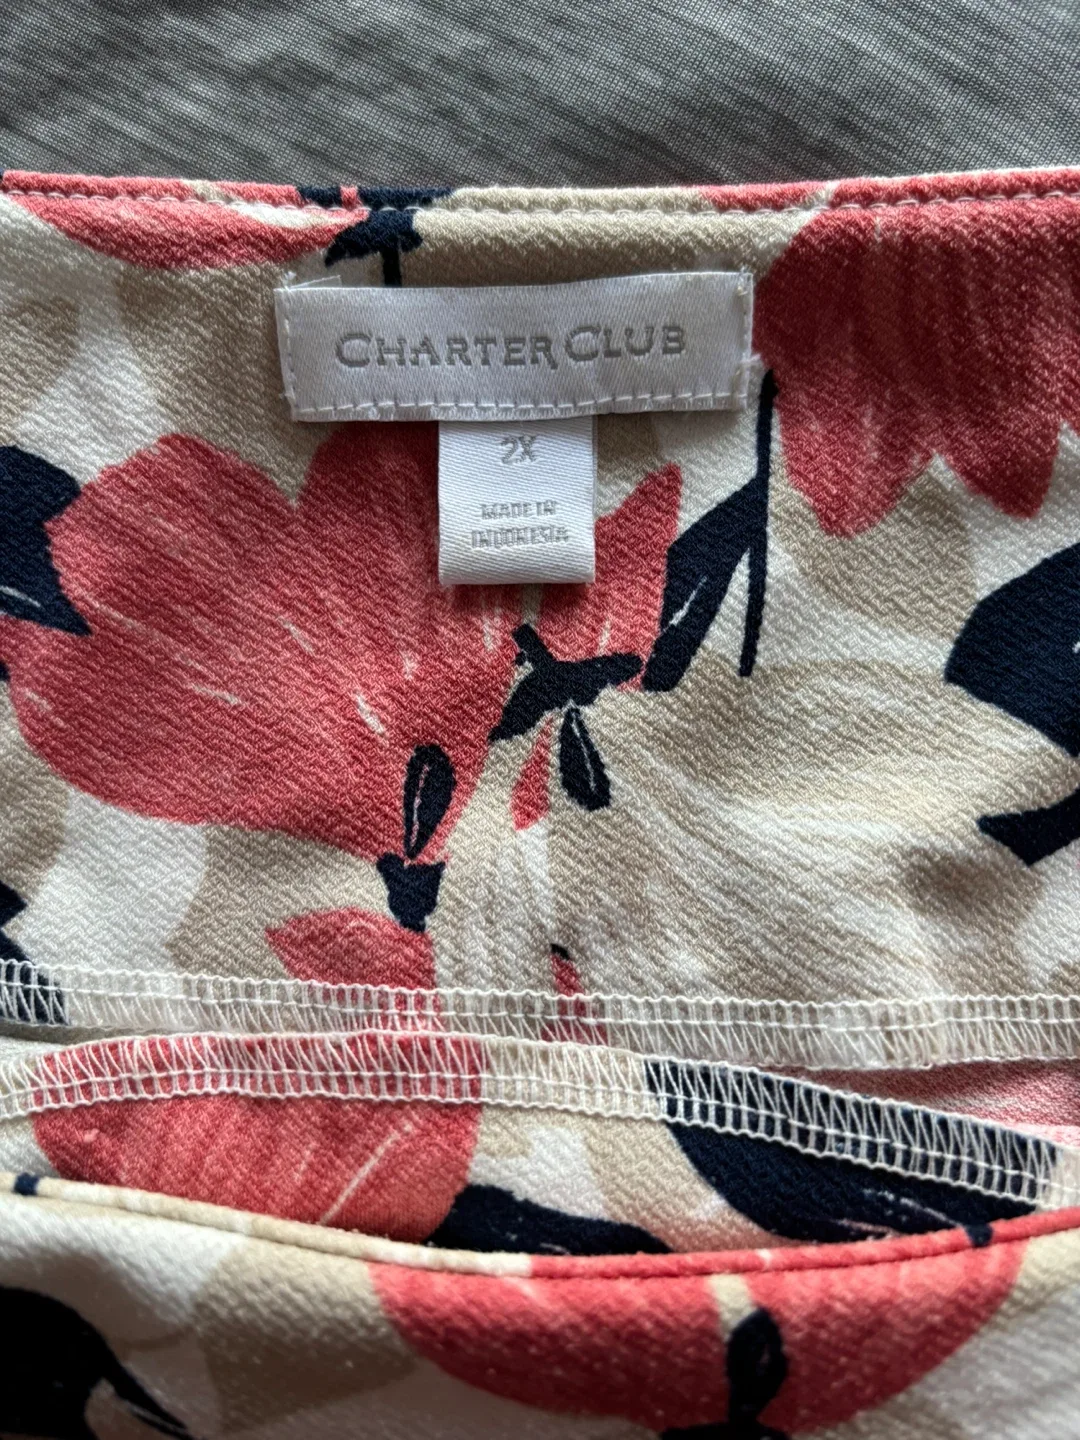 CHARTER CLUB
2X
MADE IN
INDONESIA